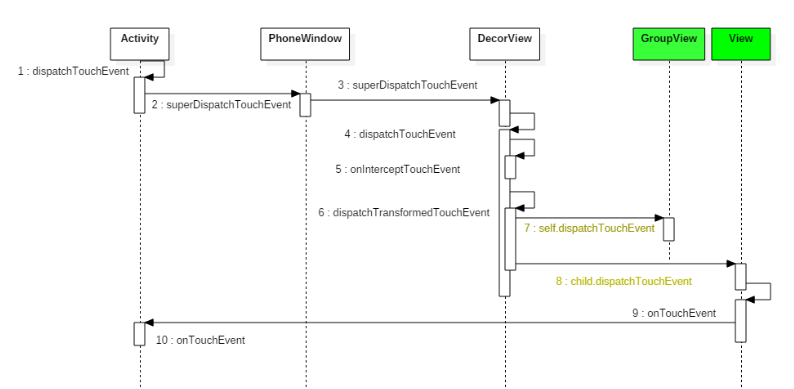 Activity
PhoneWindow
DecorView
GroupView
View
1 : dispatchTouchEvent
2 : superDispatchTouchEvent
3 : superDispatchTouchEvent
4 : dispatchTouchEvent
5 : onInterceptTouchEvent
6 : dispatchTransformedTouchEvent
7 : self.dispatchTouchEvent
8 : child.dispatchTouchEvent
9 : onTouchEvent
10 : onTouchEvent